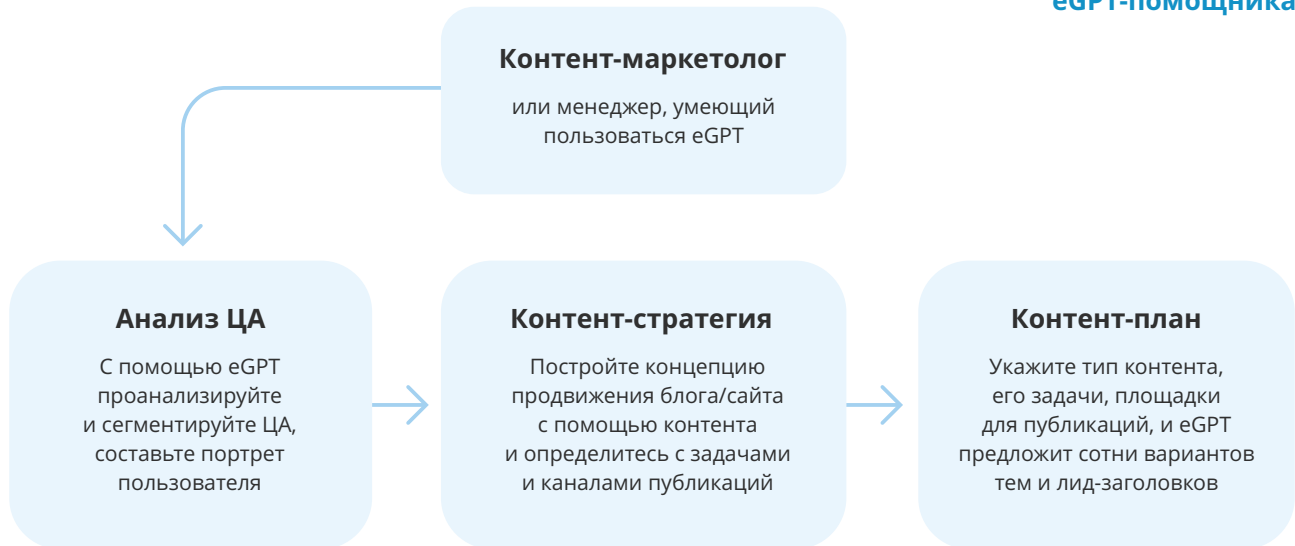 eGPT-помощника
Контент-маркетолог
или менеджер, умеющий
пользоваться eGPT
Анализ ЦА
С помощью eGPT
проанализируйте
и сегментируйте ЦА,
составьте портрет
пользователя
Контент-стратегия
Постройте концепцию
продвижения блога/сайта
с помощью контента
и определитесь с задачами
и каналами публикаций
Контент-план
Укажите тип контента,
его задачи, площадки
для публикаций, и eGPT
предложит сотни вариантов
тем и лид-заголовков